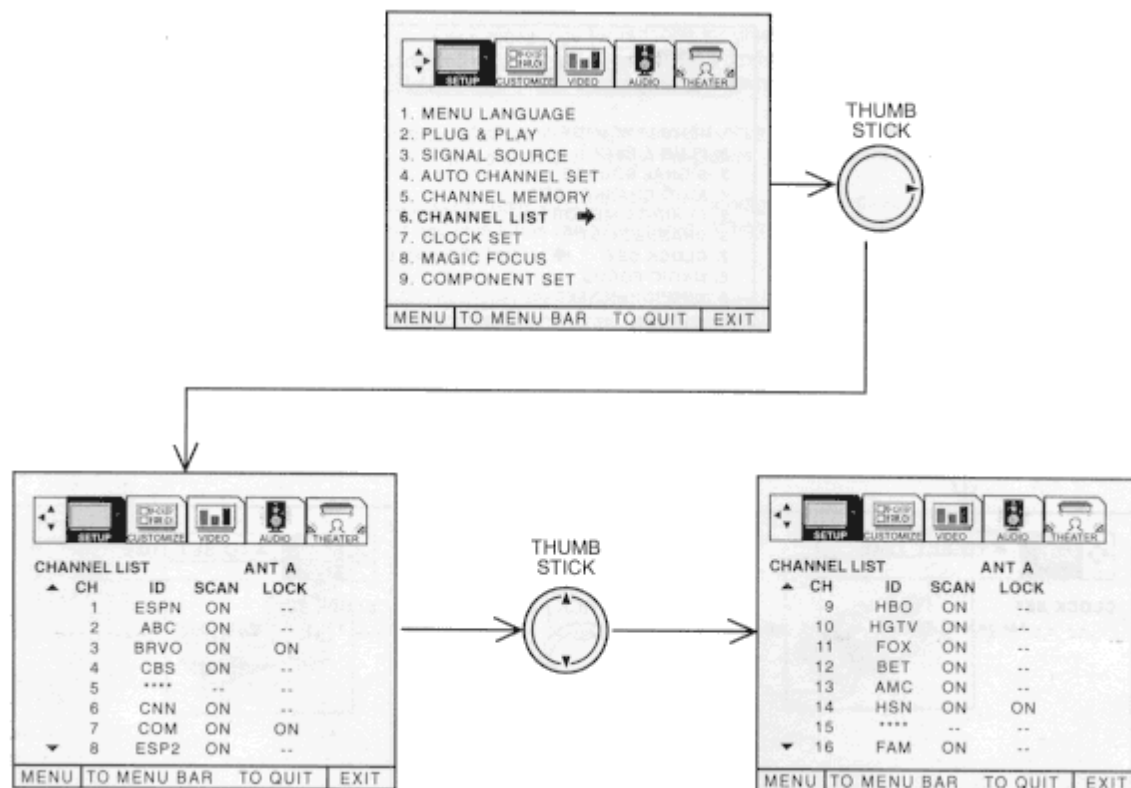 SETUP CUSTOMIZE VIDEO AUDIO THEATER
1. MENU LANGUAGE
2. PLUG & PLAY
3. SIGNAL SOURCE
4. AUTO CHANNEL SET
5. CHANNEL MEMORY
6. CHANNEL LIST
7. CLOCK SET
8. MAGIC FOCUS
9. COMPONENT SET
MENU TO MENU BAR TO QUIT EXIT
THUMB
STICK
SETUP CUSTOMIZE VIDEO AUDIO THEATER
CHANNEL LIST ANT A
CH ID SCAN LOCK
1 ESPN ON --
2 ABC ON --
3 BRVO ON ON
4 CBS ON --
5 **** -- --
6 CNN ON --
7 COM ON ON
8 ESP2 ON --
MENU TO MENU BAR TO QUIT EXIT
THUMB
STICK
SETUP CUSTOMIZE VIDEO AUDIO THEATER
CHANNEL LIST ANT A
CH ID SCAN LOCK
9 HBO ON --
10 HGTV ON --
11 FOX ON --
12 BET ON --
13 AMC ON --
14 HSN ON ON
15 **** -- --
16 FAM ON --
MENU TO MENU BAR TO QUIT EXIT